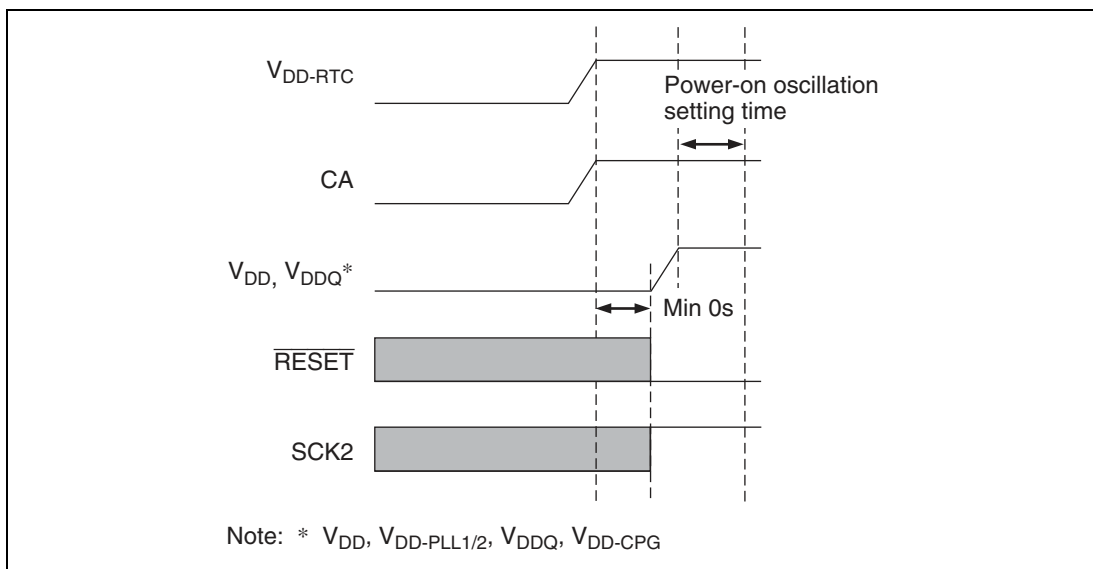 VDD-RTC
Power-on oscillation
setting time
CA
VDD, VDDQ*
Min 0s
RESET
SCK2
Note: * VDD, VDD-PLL1/2, VDDQ, VDD-CPG